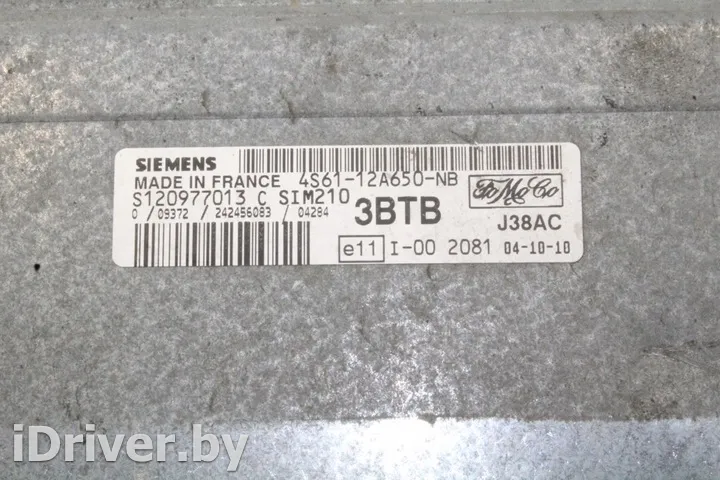 SIEMENS
MADE IN FRANCE 4S61-12A650-NB
S120977013 C SIM210
0 / 09372 / 242456083 / 04284
3BTB
FoMoCo
J38AC
e11 I-00 2081 04-10-10
iDriver.by